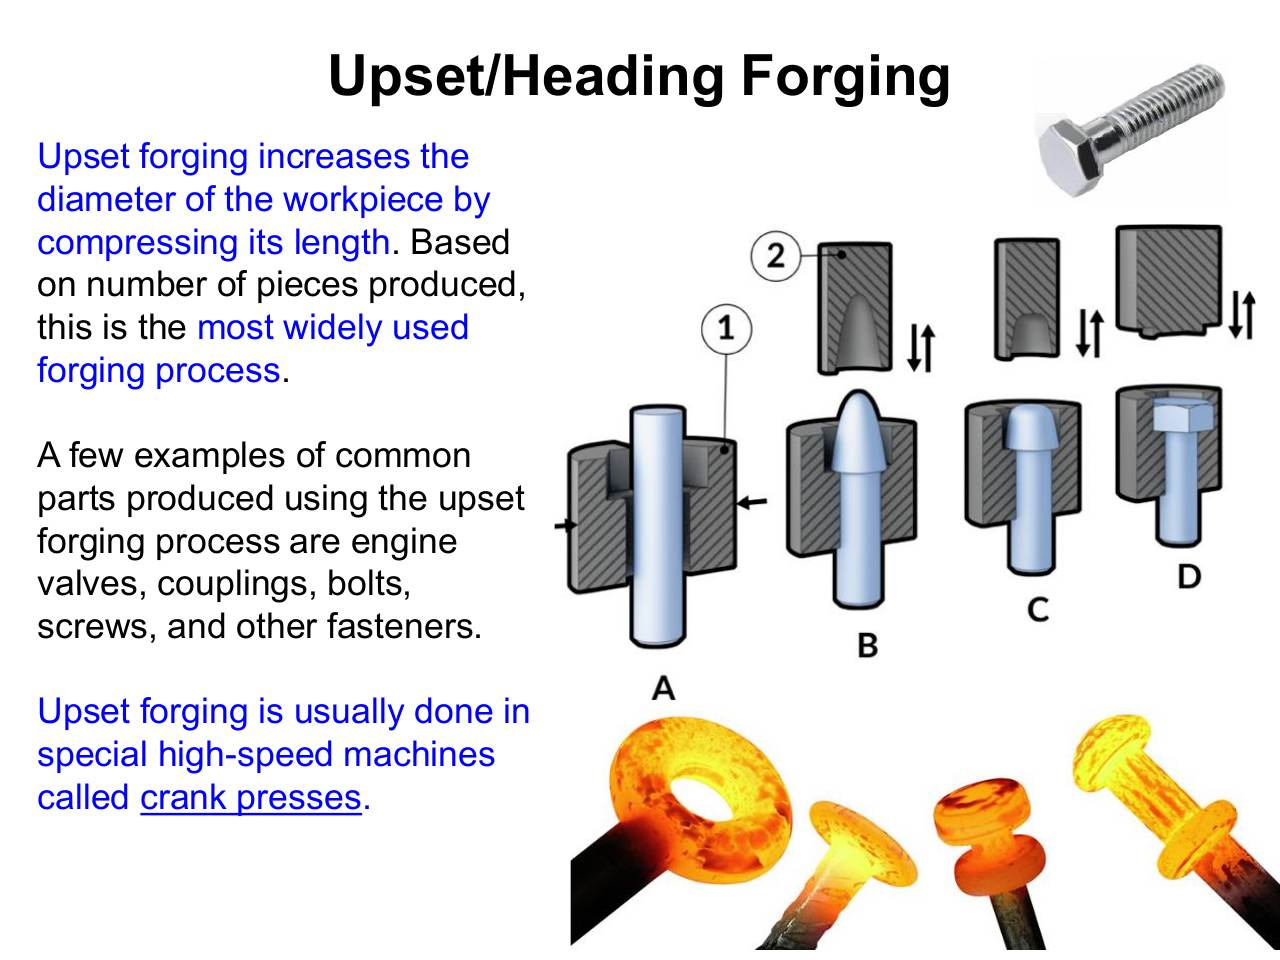 Upset/Heading Forging
Upset forging increases the
diameter of the workpiece by
compressing its length. Based
on number of pieces produced,
this is the most widely used
forging process.
A few examples of common
parts produced using the upset
forging process are engine
valves, couplings, bolts,
screws, and other fasteners.
Upset forging is usually done in
special high-speed machines
called crank presses.
2
1
A
B
C
D